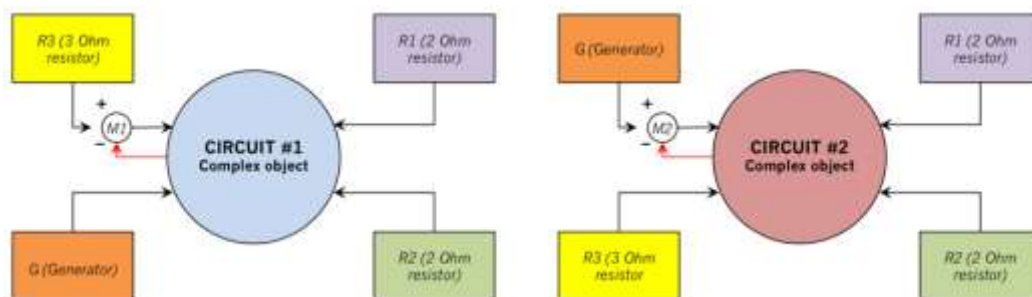 R3 (3 Ohm
resistor)
R1 (2 Ohm
resistor)
+
M1
−
CIRCUIT #1
Complex object
G (Generator)
R2 (2 Ohm
resistor)
G (Generator)
R1 (2 Ohm
resistor)
+
M2
−
CIRCUIT #2
Complex object
R3 (3 Ohm
resistor
R2 (2 Ohm
resistor)